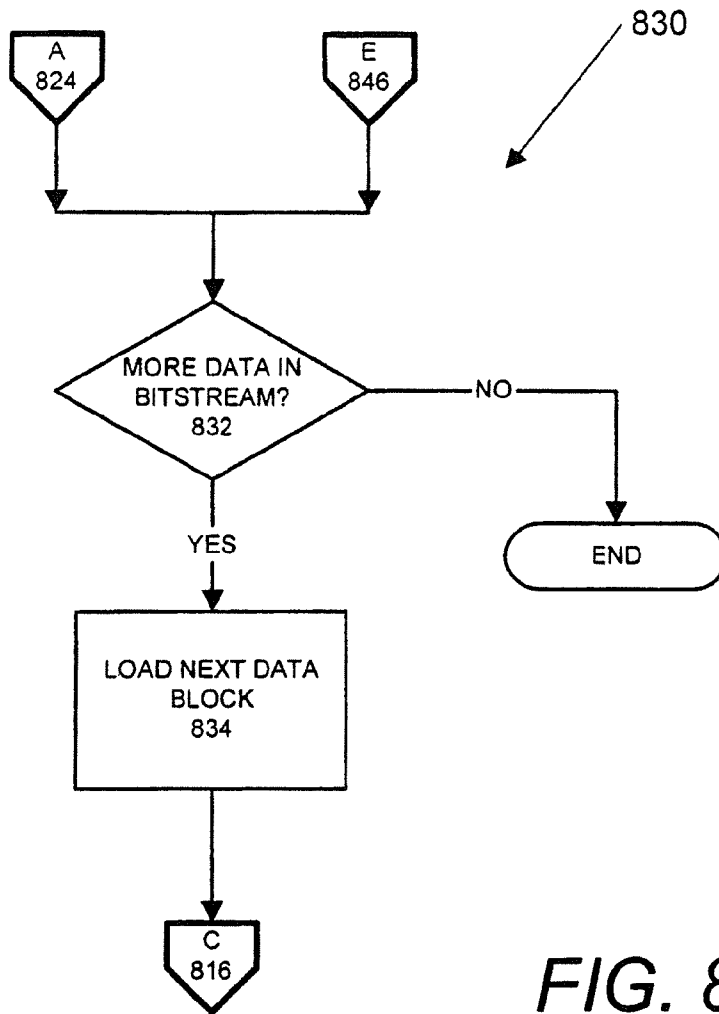 A
824
E
846
830
MORE DATA IN
BITSTREAM?
832
NO
YES
END
LOAD NEXT DATA
BLOCK
834
C
816
FIG. 8